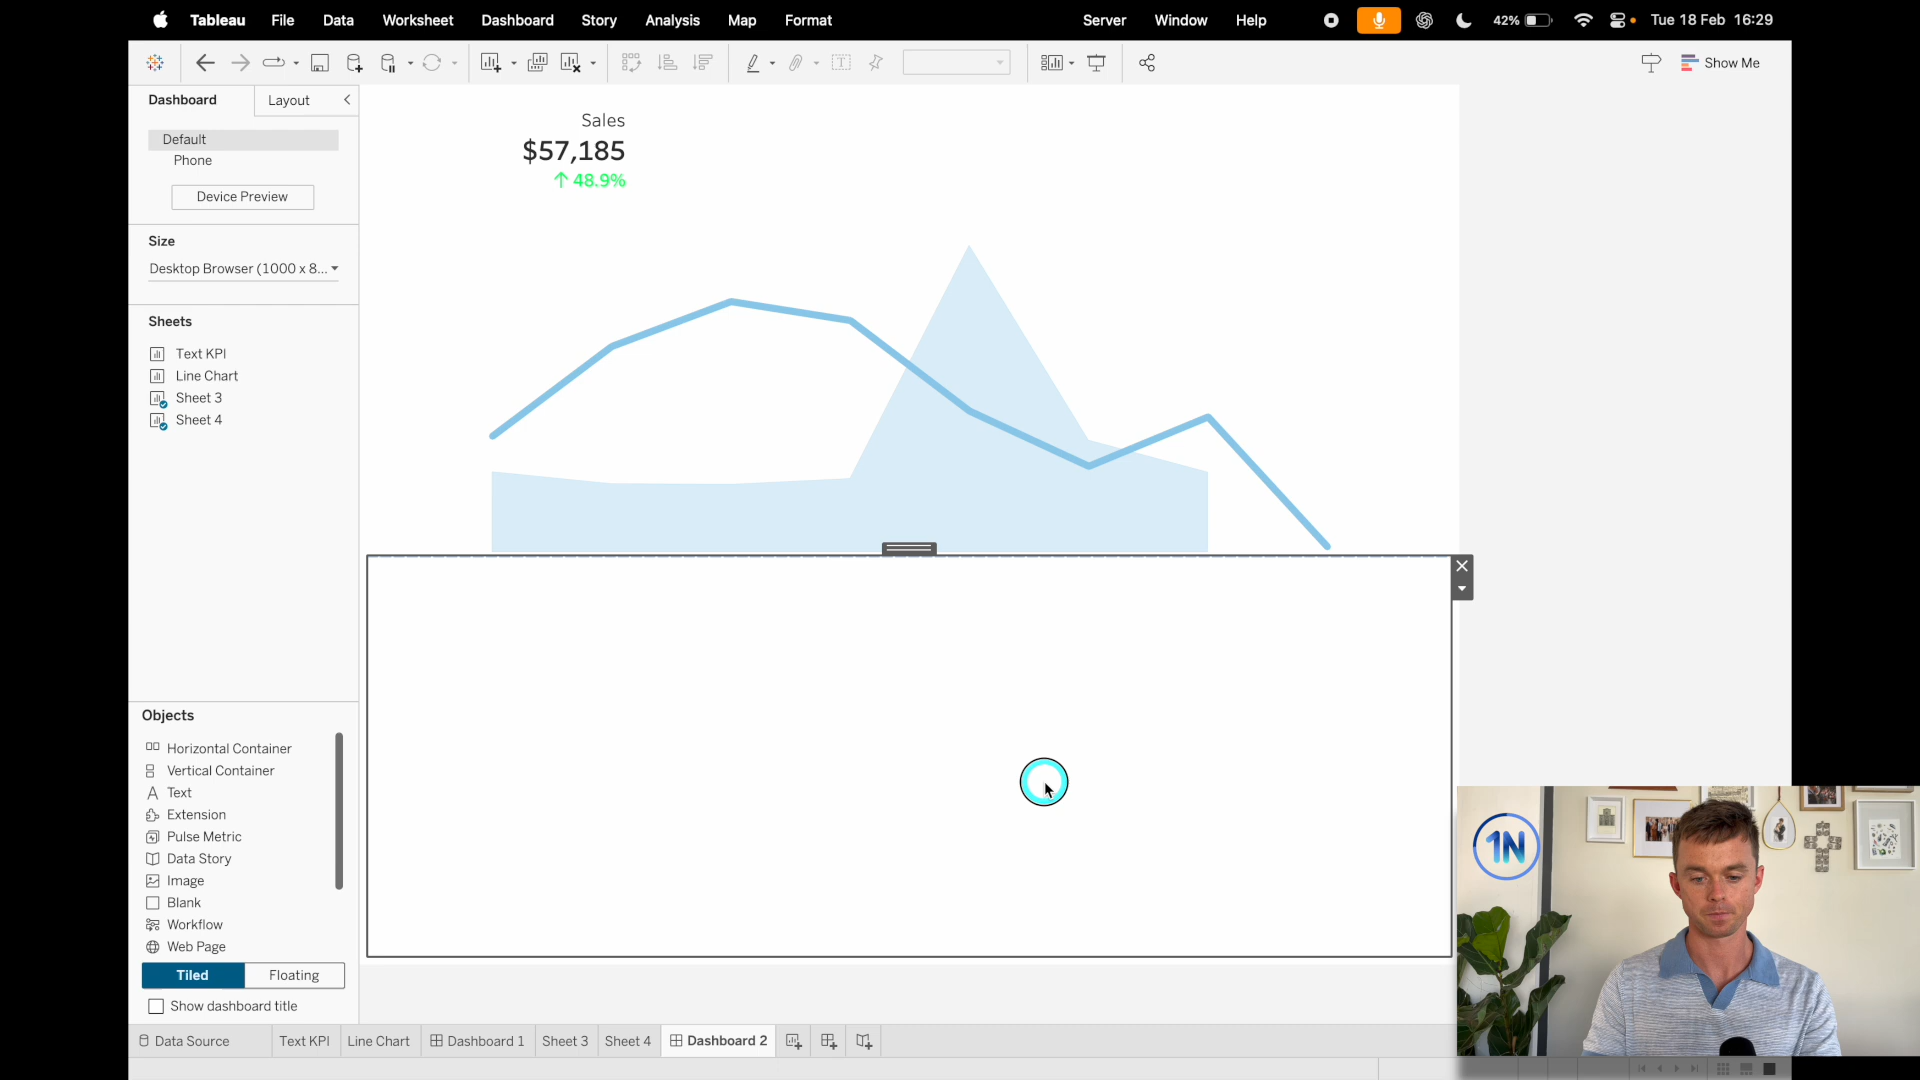 Tableau File Data Worksheet Dashboard Story Analysis Map Format Server Window Help 42% Tue 18 Feb 16:29
Show Me
Dashboard Layout
Default
Phone
Device Preview
Size
Desktop Browser (1000 x 8...
Sheets
Text KPI
Line Chart
Sheet 3
Sheet 4
Sales
$57,185
↑ 48.9%
Objects
Horizontal Container
Vertical Container
Text
Extension
Pulse Metric
Data Story
Image
Blank
Workflow
Web Page
Tiled Floating
Show dashboard title
1N
Data Source Text KPI Line Chart Dashboard 1 Sheet 3 Sheet 4 Dashboard 2